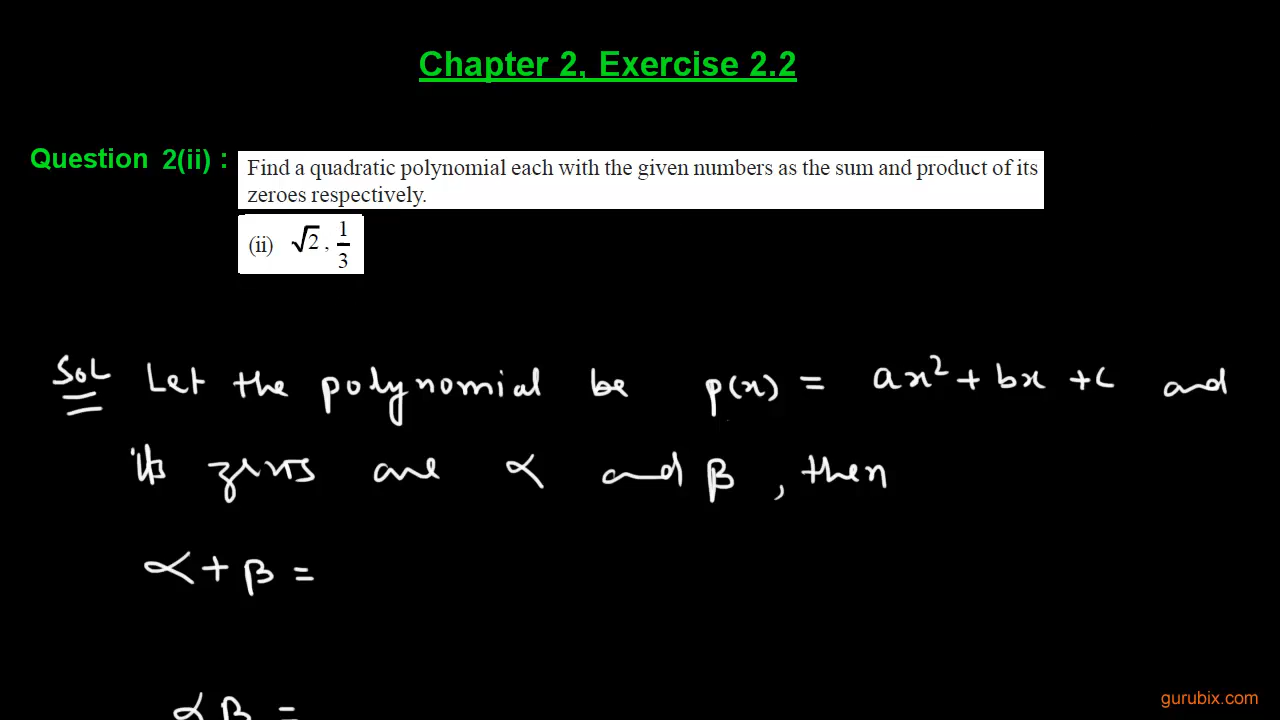 Chapter 2, Exercise 2.2
Question 2(ii) :
Find a quadratic polynomial each with the given numbers as the sum and product of its
zeroes respectively.
(ii) √2, 1/3
Sol Let the polynomial be p(x) = ax² + bx + c and
its zeros are α and β, then
α + β =
αβ =
gurubix.com